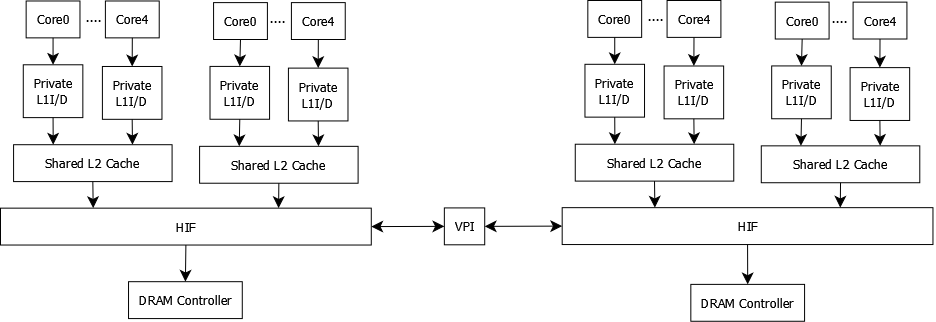 Core0 .... Core4
Core0 .... Core4
Core0 .... Core4
Core0 .... Core4
Private
L1I/D
Private
L1I/D
Private
L1I/D
Private
L1I/D
Private
L1I/D
Private
L1I/D
Private
L1I/D
Private
L1I/D
Shared L2 Cache
Shared L2 Cache
Shared L2 Cache
Shared L2 Cache
HIF
VPI
HIF
DRAM Controller
DRAM Controller